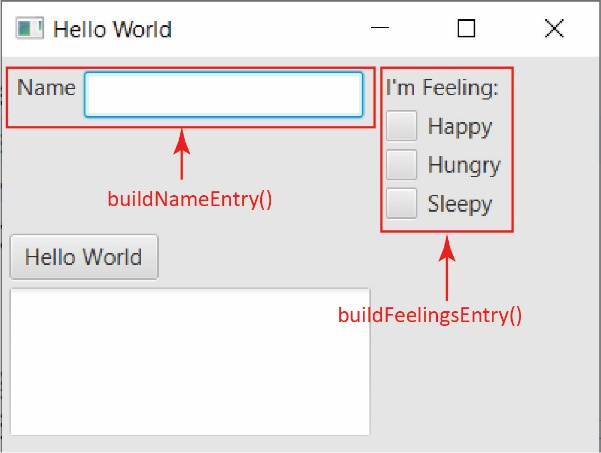 Hello World
Name
I'm Feeling:
Happy
Hungry
Sleepy
buildNameEntry()
Hello World
buildFeelingsEntry()